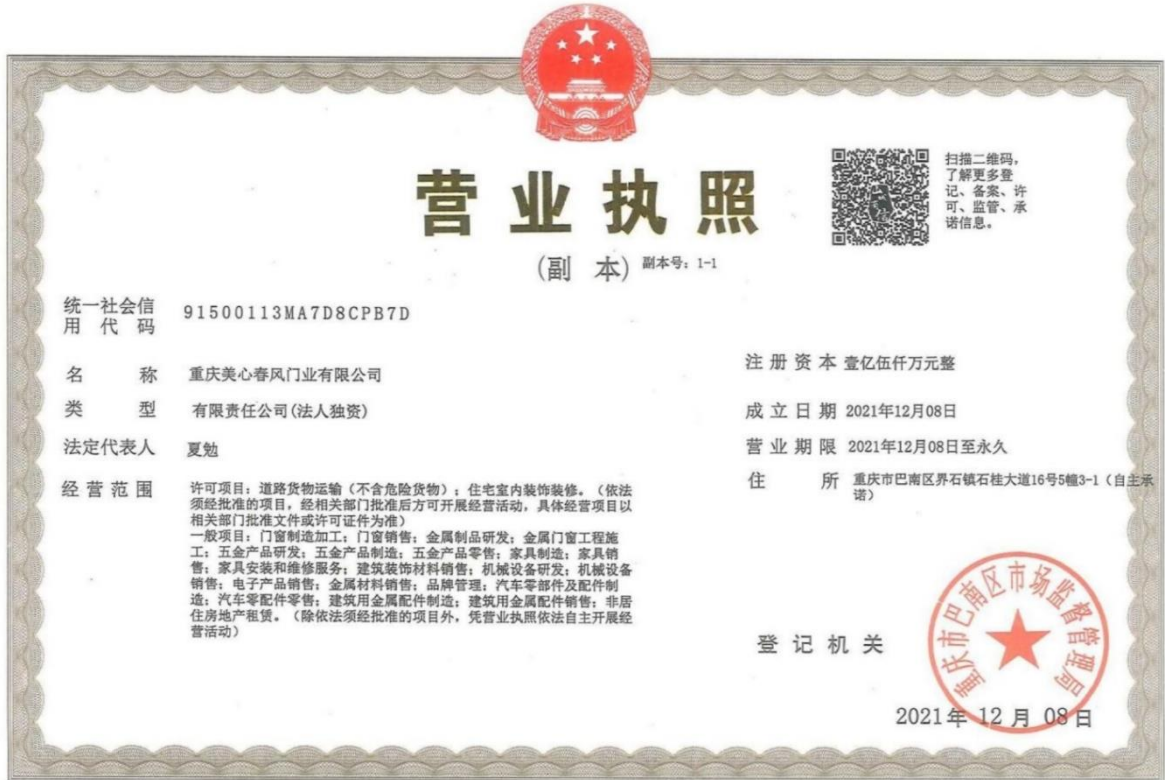 营业执照
(副 本) 副本号：1-1
扫描二维码，
了解更多登
记、备案、许
可、监管、承
诺信息。
统一社会信
用代码
91500113MA7D8CPB7D
名 称 重庆美心春风门业有限公司
类 型 有限责任公司(法人独资)
法定代表人 夏勉
经营范围 许可项目：道路货物运输（不含危险货物）；住宅室内装饰装修。（依法
须经批准的项目，经相关部门批准后方可开展经营活动，具体经营项目以
相关部门批准文件或许可证件为准）
一般项目：门窗制造加工；门窗销售；金属制品研发；金属门窗工程施
工；五金产品研发；五金产品制造；五金产品零售；家具制造；家具销
售；家具安装和维修服务；建筑装饰材料销售；机械设备研发；机械设备
销售；电子产品销售；金属材料销售；品牌管理；汽车零部件及配件制
造；汽车零配件零售；建筑用金属配件制造；建筑用金属配件销售；非居
住房地产租赁。（除依法须经批准的项目外，凭营业执照依法自主开展经
营活动）
注册资本 壹亿伍仟万元整
成立日期 2021年12月08日
营业期限 2021年12月08日至永久
住 所 重庆市巴南区界石镇石桂大道16号5幢3-1（自主承
诺）
登记机关
重庆市巴南区市场监督管理局
2021年 12月 08日